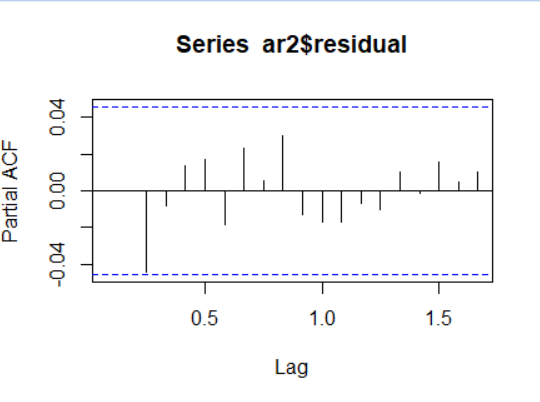 Series ar2$residual
Partial ACF
0.04
0.00
-0.04
0.5 1.0 1.5
Lag